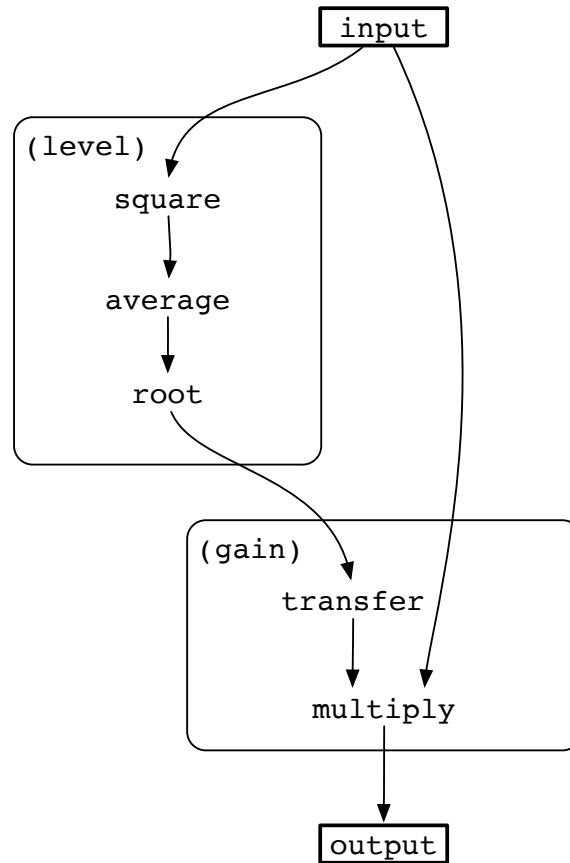 input
(level)
square
average
root
(gain)
transfer
multiply
output